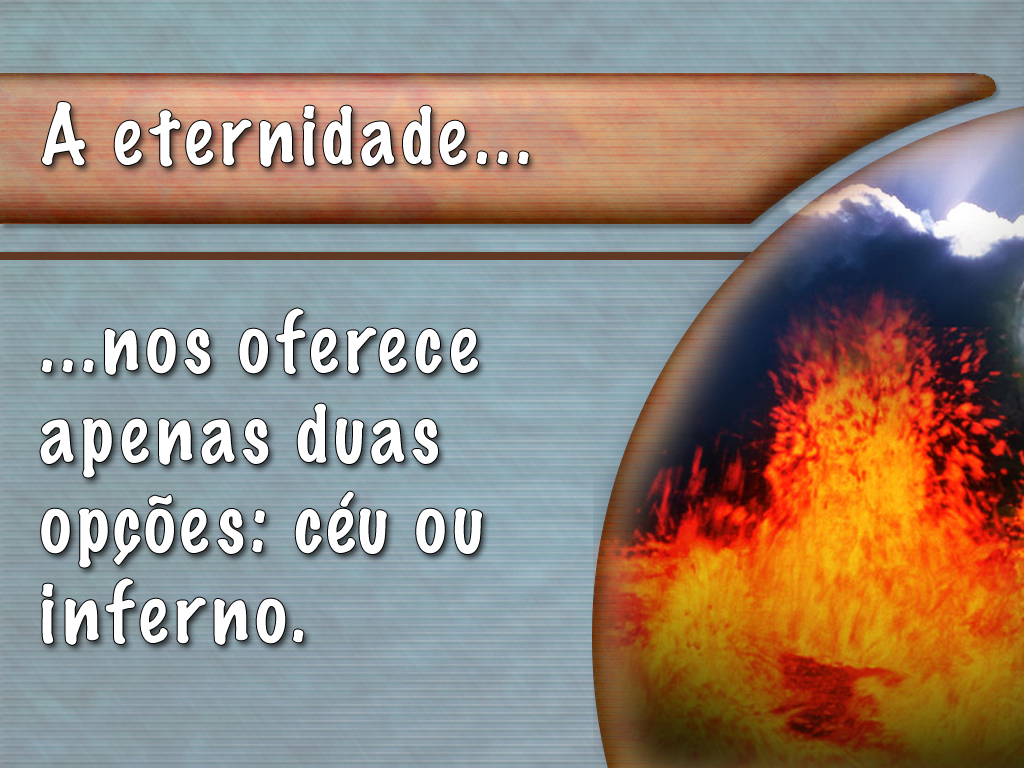 A eternidade...
...nos oferece
apenas duas
opções: céu ou
inferno.